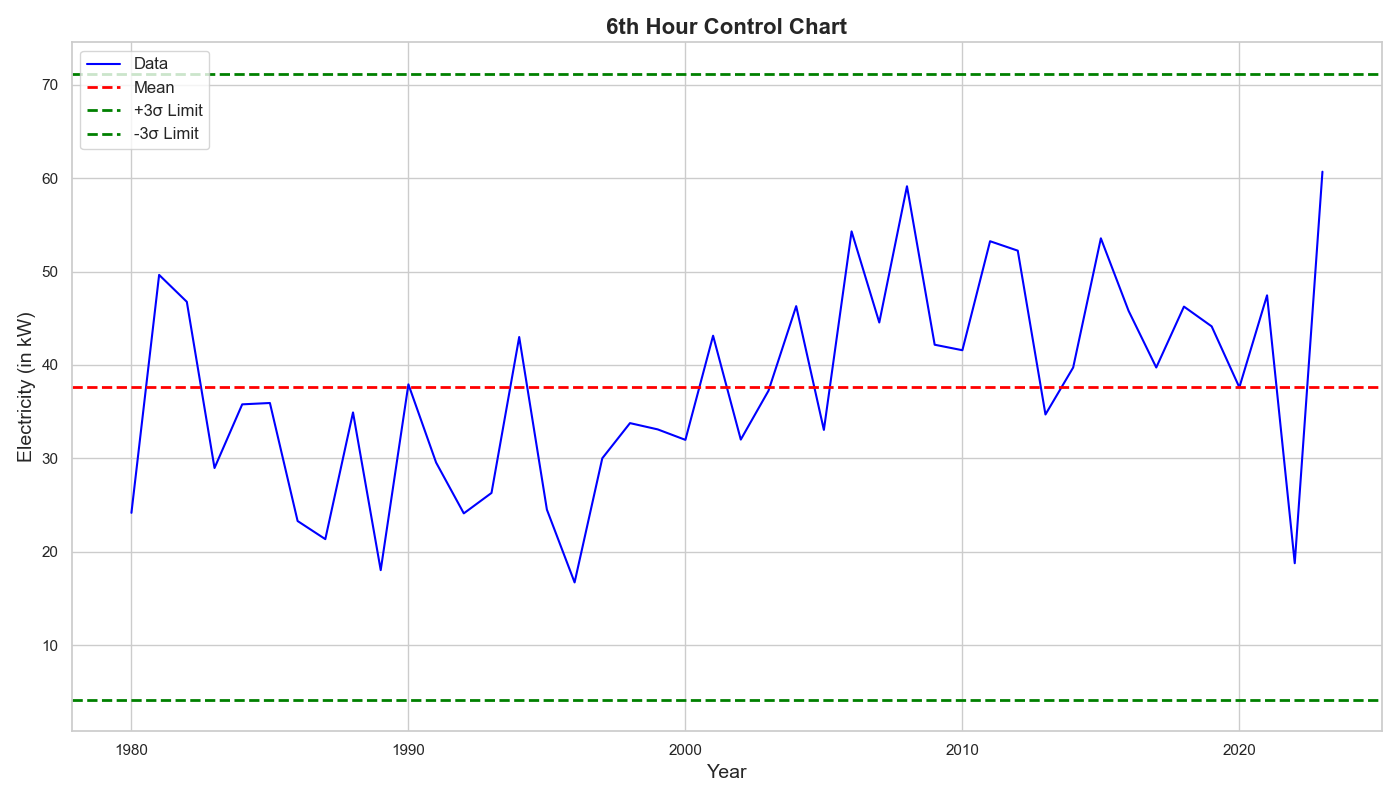 6th Hour Control Chart
Data
Mean
+3σ Limit
-3σ Limit
70
60
50
40
30
20
10
Electricity (in kW)
1980
1990
2000
2010
2020
Year